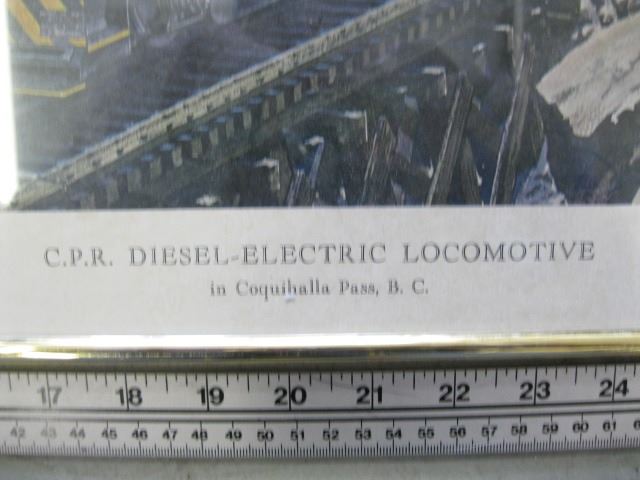 C.P.R. DIESEL-ELECTRIC LOCOMOTIVE
in Coquihalla Pass, B. C.
17 18 19 20 21 22 23 24
42 43 44 45 46 47 48 49 50 51 52 53 54 55 56 57 58 59 60 61